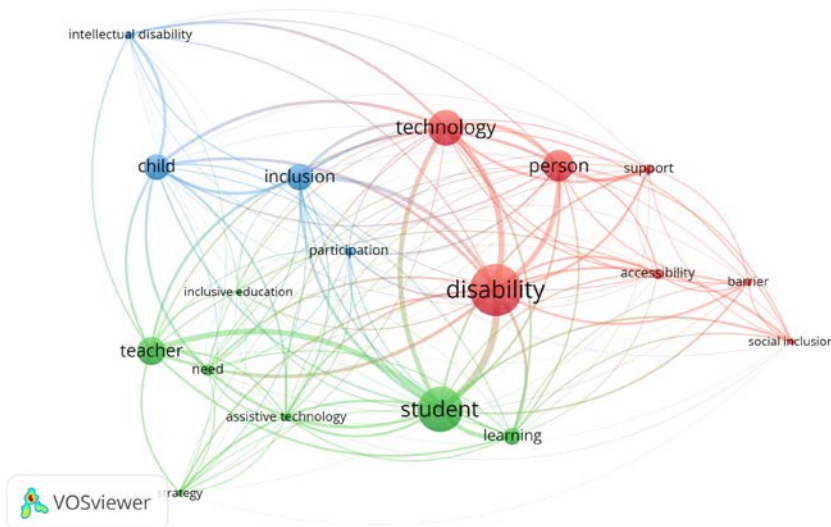 intellectual disability
technology
child
inclusion
person
support
participation
accessibility
barrier
inclusive education
disability
social inclusion
teacher
need
student
assistive technology
learning
strategy
VOSviewer